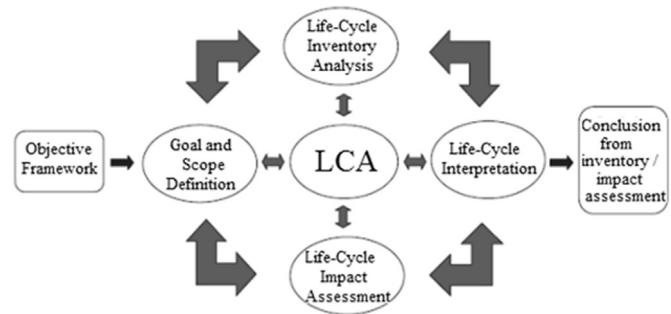 Life-Cycle
Inventory
Analysis
Objective
Framework
Goal and
Scope
Definition
LCA
Life-Cycle
Interpretation
Conclusion
from
inventory /
impact
assessment
Life-Cycle
Impact
Assessment